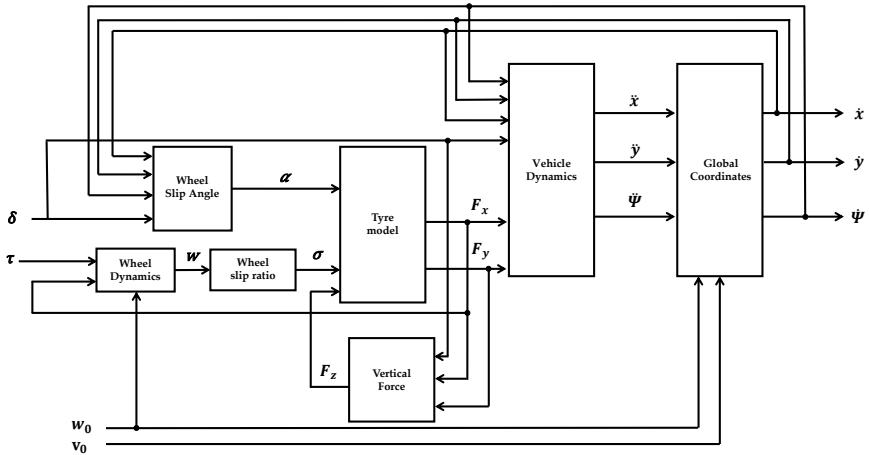 ẍ
ẋ
Wheel
Slip Angle
α
Tyre
model
Vehicle
Dynamics
ÿ
Global
Coordinates
ẏ
δ
F_x
Ψ̈
Ψ̇
τ
Wheel
Dynamics
w
Wheel
slip ratio
σ
F_y
F_z
Vertical
Force
w_0
v_0